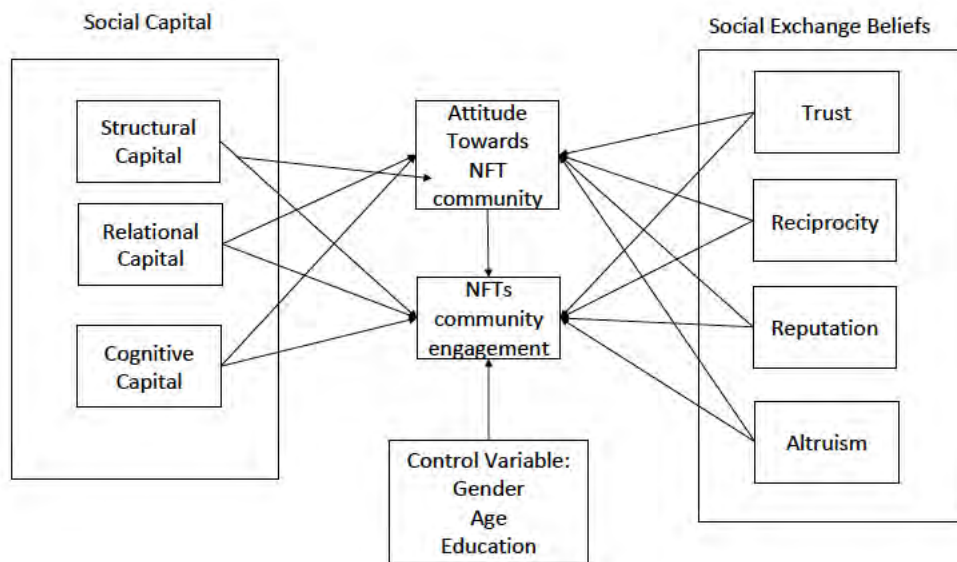 Social Capital
Structural
Capital
Relational
Capital
Cognitive
Capital
Attitude
Towards
NFT
community
NFTs
community
engagement
Control Variable:
Gender
Age
Education
Social Exchange Beliefs
Trust
Reciprocity
Reputation
Altruism